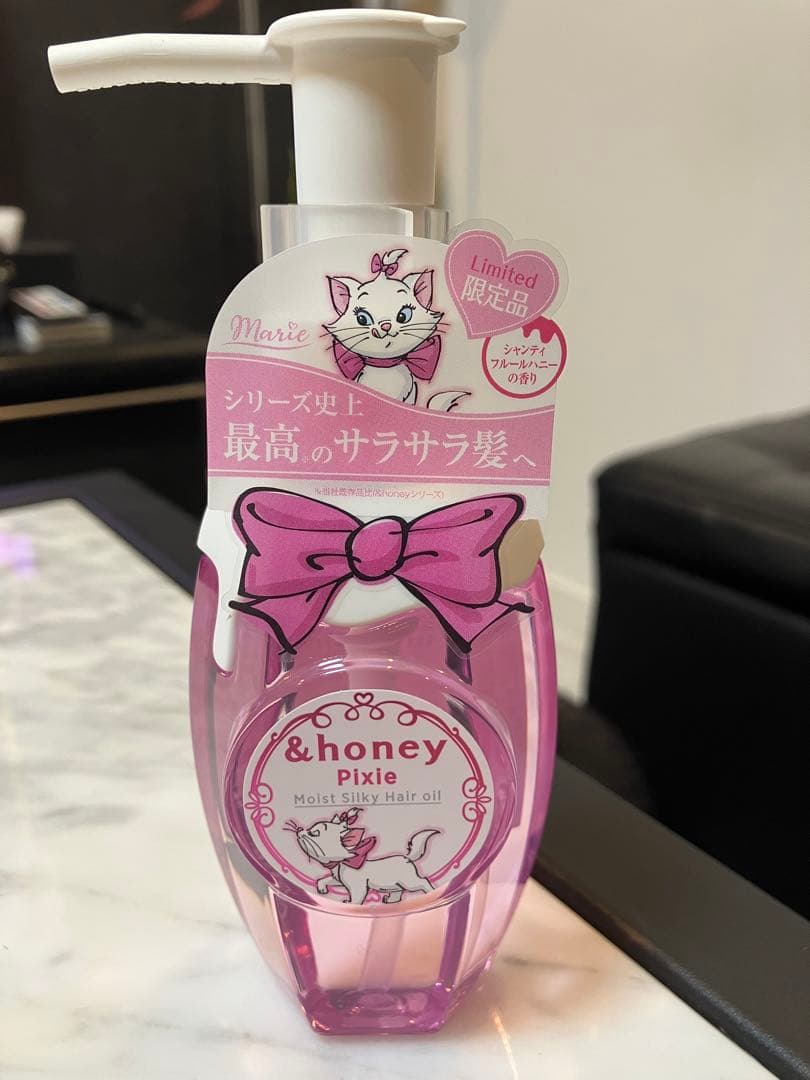 Limited
限定品
Marie
シャンティ
フルールハニー
の香り
シリーズ史上
最高※のサラサラ髪へ
※当社既存品比(&honeyシリーズ)
&honey
Pixie
Moist Silky Hair oil